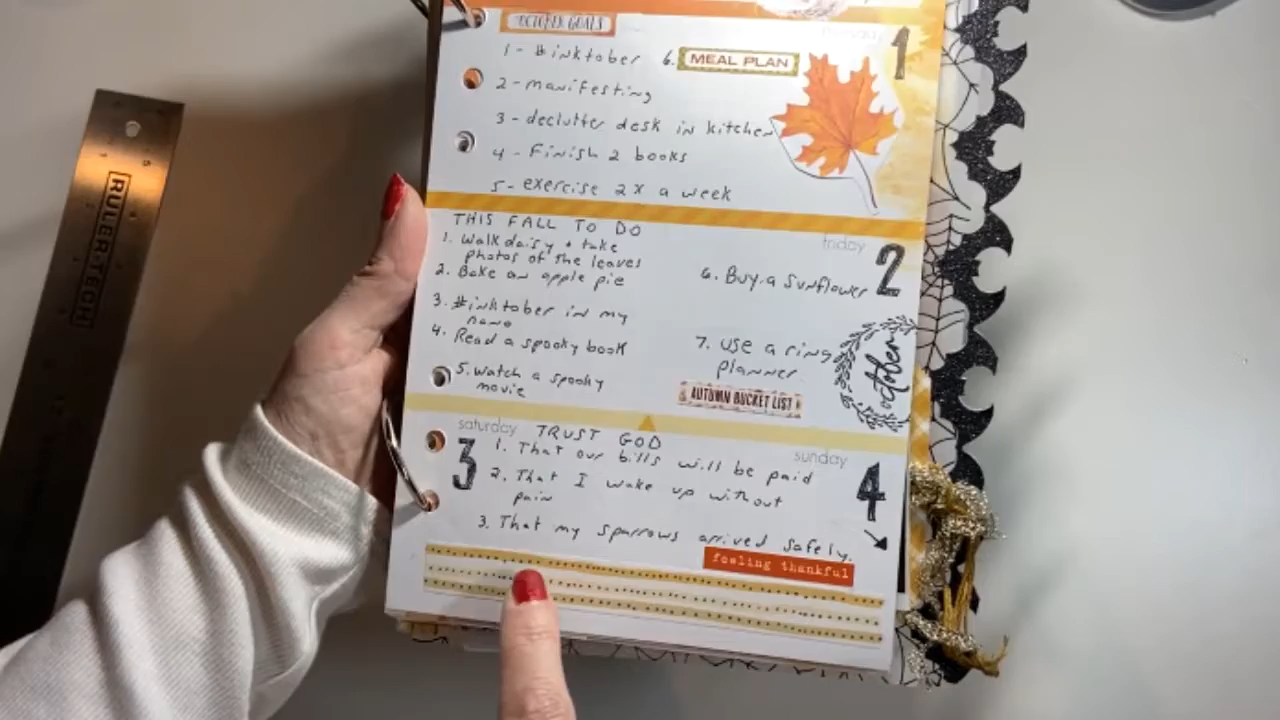 OCTOBER GOALS
1 - #inktober 6. MEAL PLAN
2 - manifesting
3 - declutter desk in kitchen
4 - Finish 2 books
5 - exercise 2x a week
1
THIS FALL TO DO
1. Walk daisy + take
photos of the leaves
2. Bake an apple pie
3. #inktober in my
nano
4. Read a spooky book
5. Watch a spooky
movie
friday
2
6. Buy a sunflower
7. use a ring
planner
AUTUMN BUCKET LIST
october
saturday
3
TRUST GOD
sunday
4
1. That our bills will be paid
2. That I wake up without
pain
3. That my sparrows arrived safely.
feeling thankful
RULER-TECH